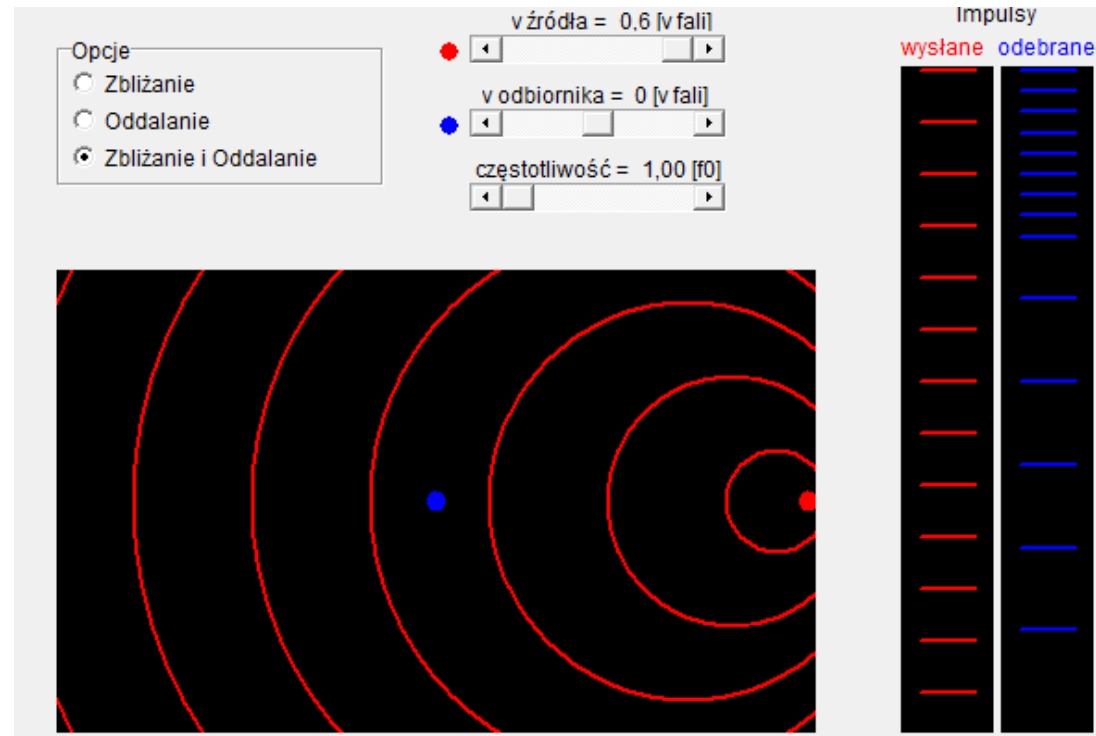 Opcje
Zbliżanie
Oddalanie
Zbliżanie i Oddalanie
v źródła = 0,6 [v fali]
v odbiornika = 0 [v fali]
częstotliwość = 1,00 [f0]
Impulsy
wysłane odebrane